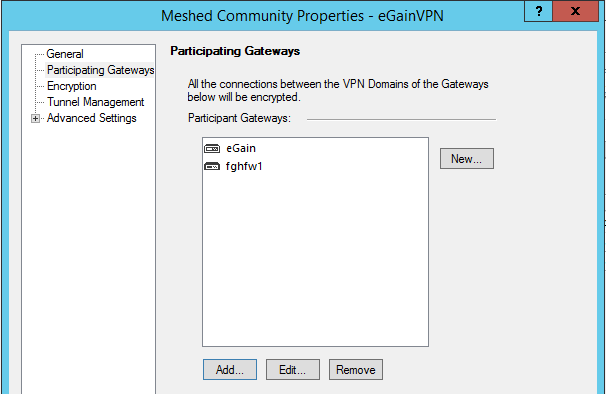 Meshed Community Properties - eGainVPN
?
x
General
Participating Gateways
Encryption
Tunnel Management
Advanced Settings
Participating Gateways
All the connections between the VPN Domains of the Gateways
below will be encrypted.
Participant Gateways:
eGain
fghfw1
New...
Add...
Edit...
Remove